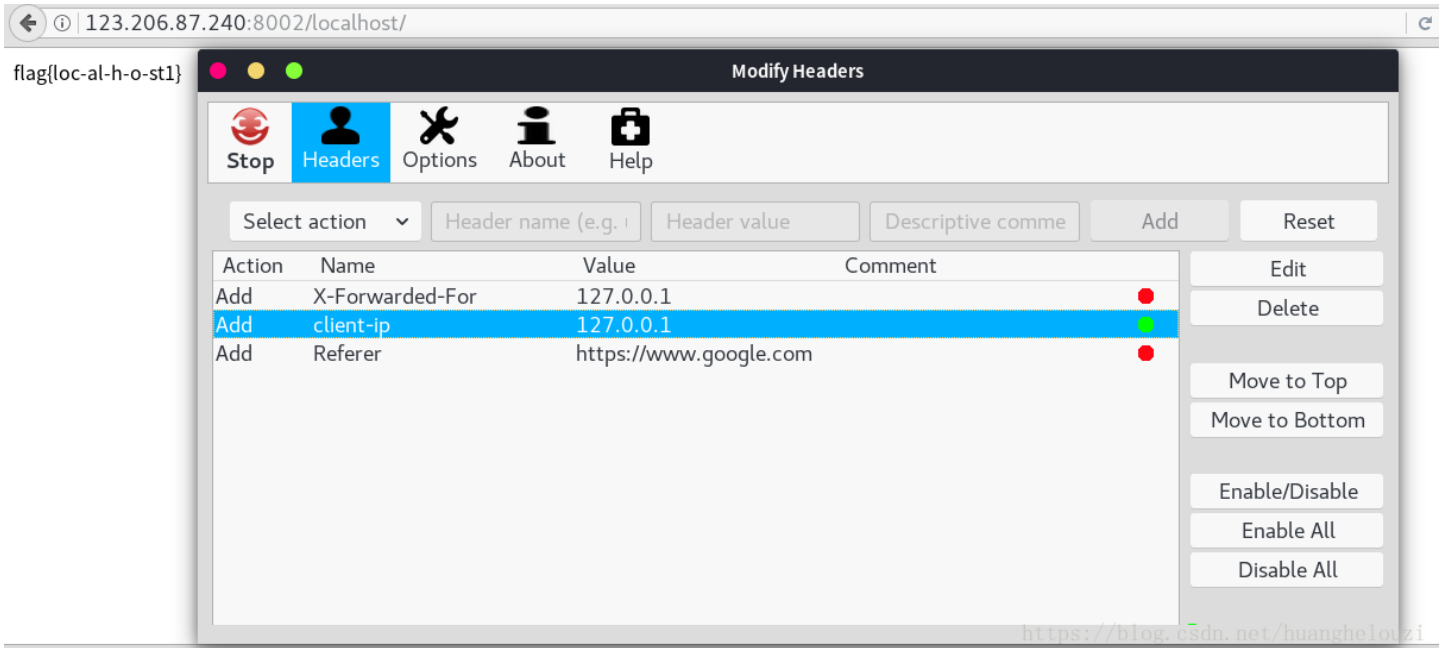 123.206.87.240:8002/localhost/
flag{loc-al-h-o-st1}
Modify Headers
Stop Headers Options About Help
Select action Header name (e.g. Header value Descriptive comme Add Reset
Action Name Value Comment
Add X-Forwarded-For 127.0.0.1
Add client-ip 127.0.0.1
Add Referer https://www.google.com
Edit
Delete
Move to Top
Move to Bottom
Enable/Disable
Enable All
Disable All
https://blog.csdn.net/huanghelouzi